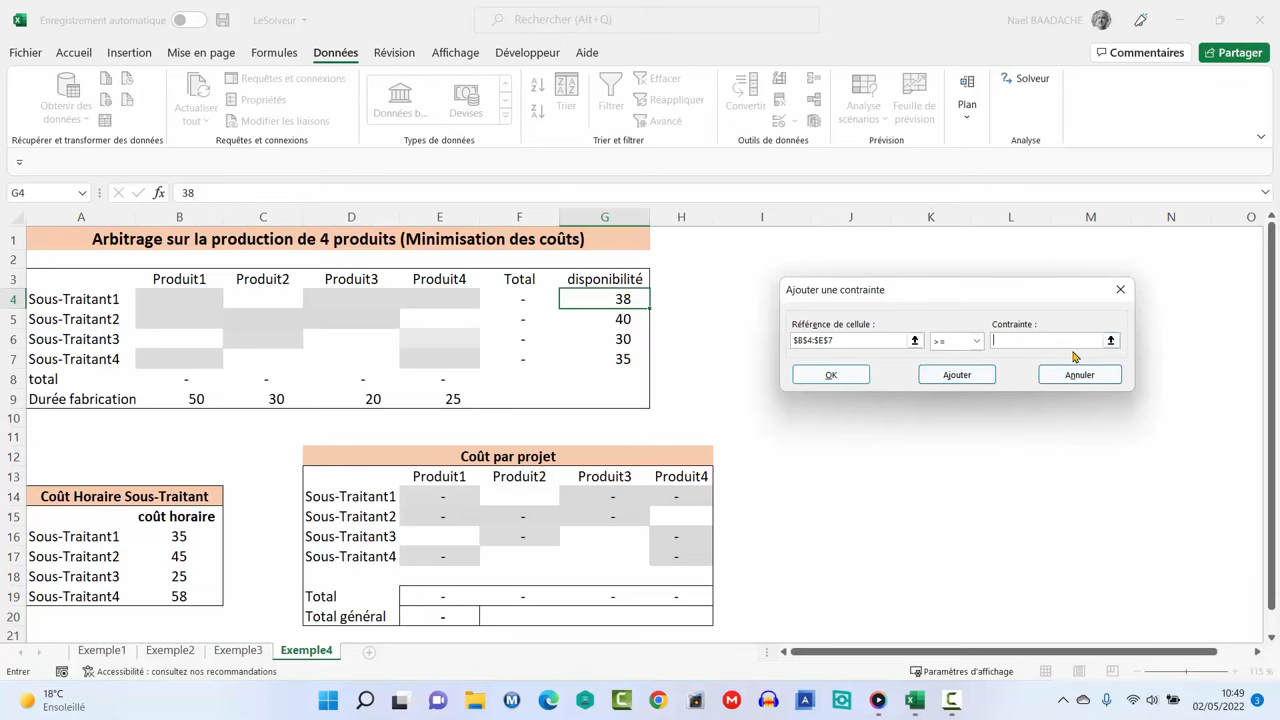 Enregistrement automatique
LeSolveur
Rechercher (Alt+Q)
Nael BAADACHE
Fichier Accueil Insertion Mise en page Formules Données Révision Affichage Développeur Aide
Commentaires
Partager
Obtenir des données
Récupérer et transformer des données
Actualiser tout
Requêtes et connexions
Propriétés
Modifier les liaisons
Requêtes et connexions
Données b...
Devises
Types de données
Trier
Filtrer
Effacer
Réappliquer
Avancé
Trier et filtrer
Convertir
Outils de données
Analyse scénarios
Feuille de prévision
Prévision
Plan
Solveur
Analyse
G4
fx
38
A B C D E F G H I J K L M N O
1 Arbitrage sur la production de 4 produits (Minimisation des coûts)
2
3 Produit1 Produit2 Produit3 Produit4 Total disponibilité
4 Sous-Traitant1 - 38
5 Sous-Traitant2 - 40
6 Sous-Traitant3 - 30
7 Sous-Traitant4 - 35
8 total - - - -
9 Durée fabrication 50 30 20 25
10
11
12 Coût par projet
13 Produit1 Produit2 Produit3 Produit4
14 Coût Horaire Sous-Traitant Sous-Traitant1 - - -
15 coût horaire Sous-Traitant2 - - -
16 Sous-Traitant1 35 Sous-Traitant3 - -
17 Sous-Traitant2 45 Sous-Traitant4 - -
18 Sous-Traitant3 25
19 Sous-Traitant4 58 Total - - - -
20 Total général -
21
Ajouter une contrainte
Référence de cellule :
Contrainte :
$B$4:$E$7
>=
OK
Ajouter
Annuler
Exemple1 Exemple2 Exemple3 Exemple4
Entrer
Accessibilité : consultez nos recommandations
Paramètres d'affichage
115 %
18°C
Ensoleillé
10:49
02/05/2022
3